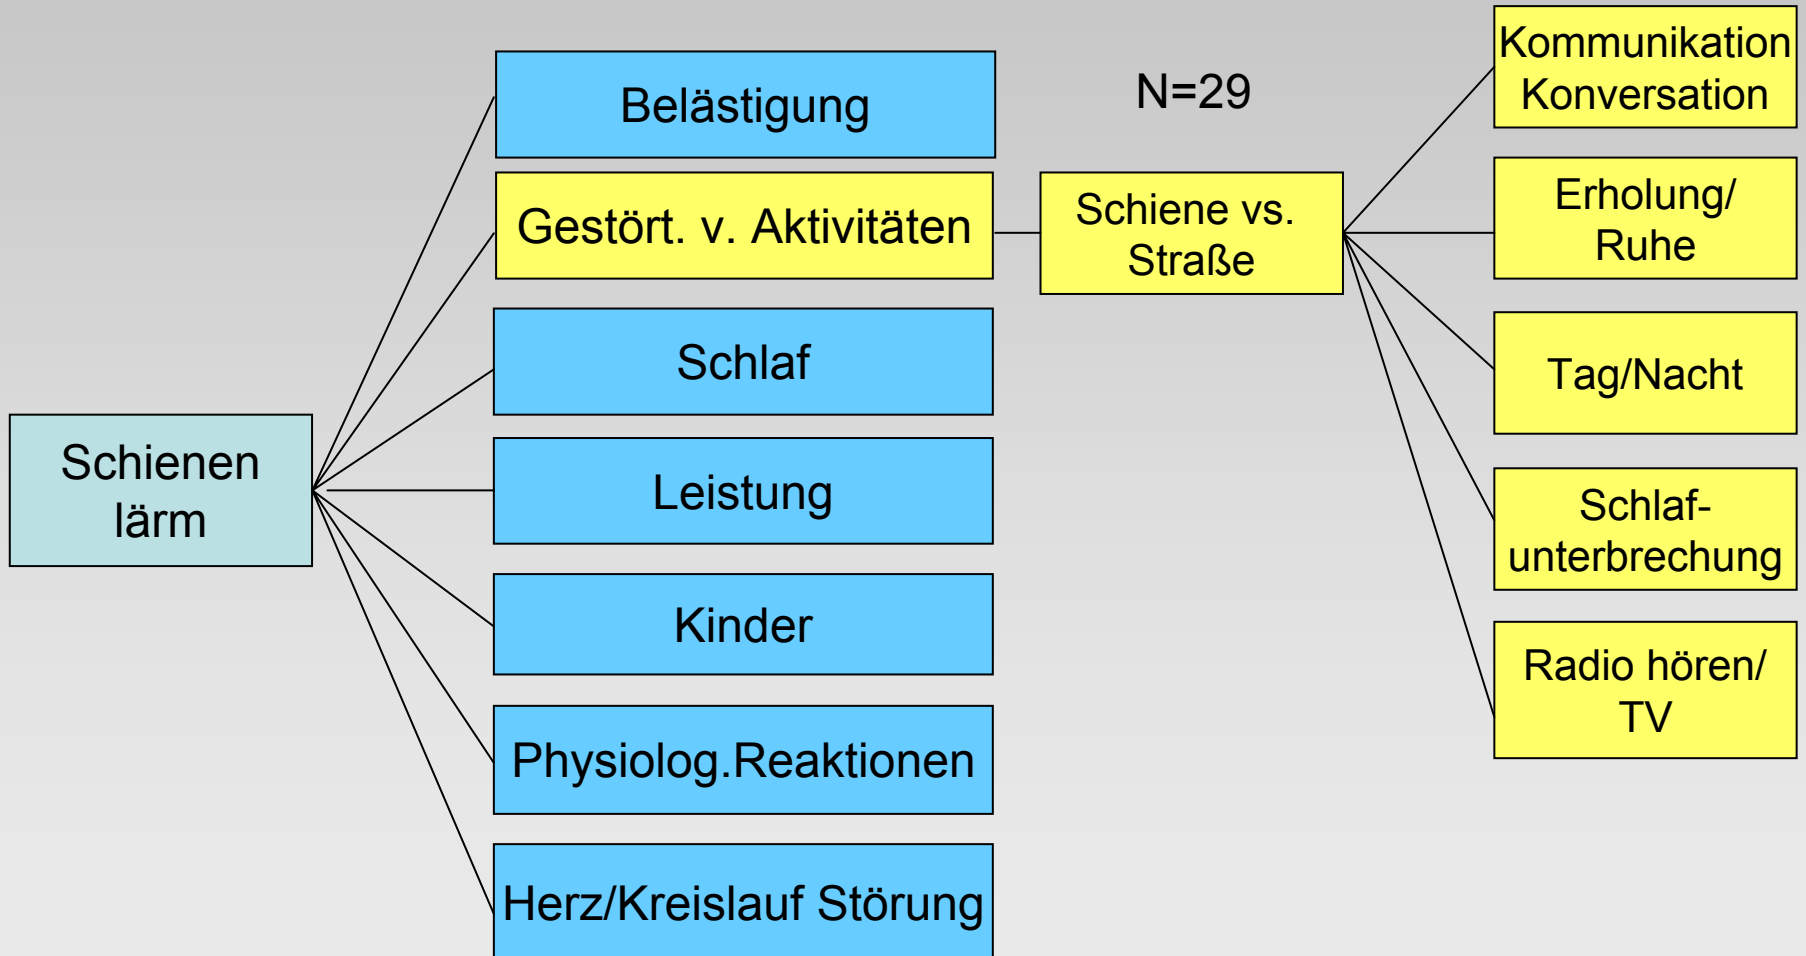 Schienen
lärm
Belästigung
Gestört. v. Aktivitäten
Schlaf
Leistung
Kinder
Physiolog.Reaktionen
Herz/Kreislauf Störung
N=29
Schiene vs.
Straße
Kommunikation
Konversation
Erholung/
Ruhe
Tag/Nacht
Schlaf-
unterbrechung
Radio hören/
TV